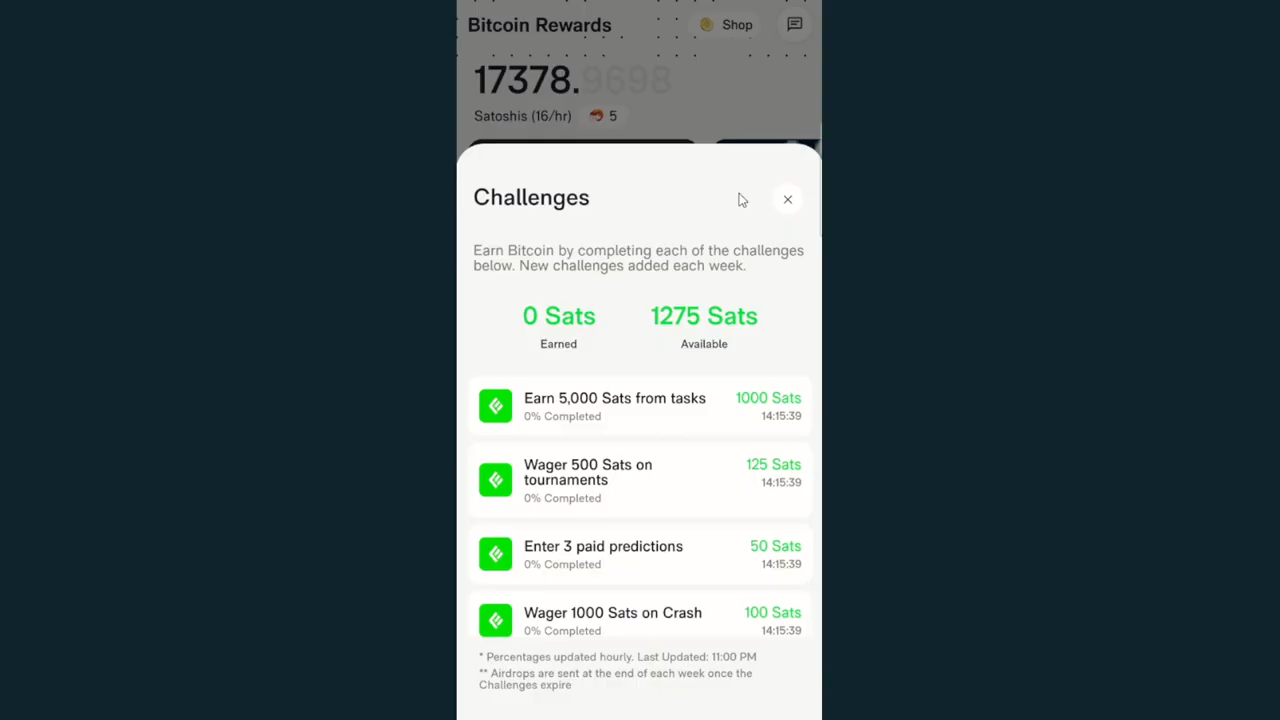 Bitcoin Rewards
Shop
17378.9698
Satoshis (16/hr)
5
Challenges
Earn Bitcoin by completing each of the challenges
below. New challenges added each week.
0 Sats
1275 Sats
Earned
Available
Earn 5,000 Sats from tasks
1000 Sats
0% Completed
14:15:39
Wager 500 Sats on
tournaments
125 Sats
14:15:39
0% Completed
Enter 3 paid predictions
50 Sats
0% Completed
14:15:39
Wager 1000 Sats on Crash
100 Sats
0% Completed
14:15:39
* Percentages updated hourly. Last Updated: 11:00 PM
** Airdrops are sent at the end of each week once the
Challenges expire